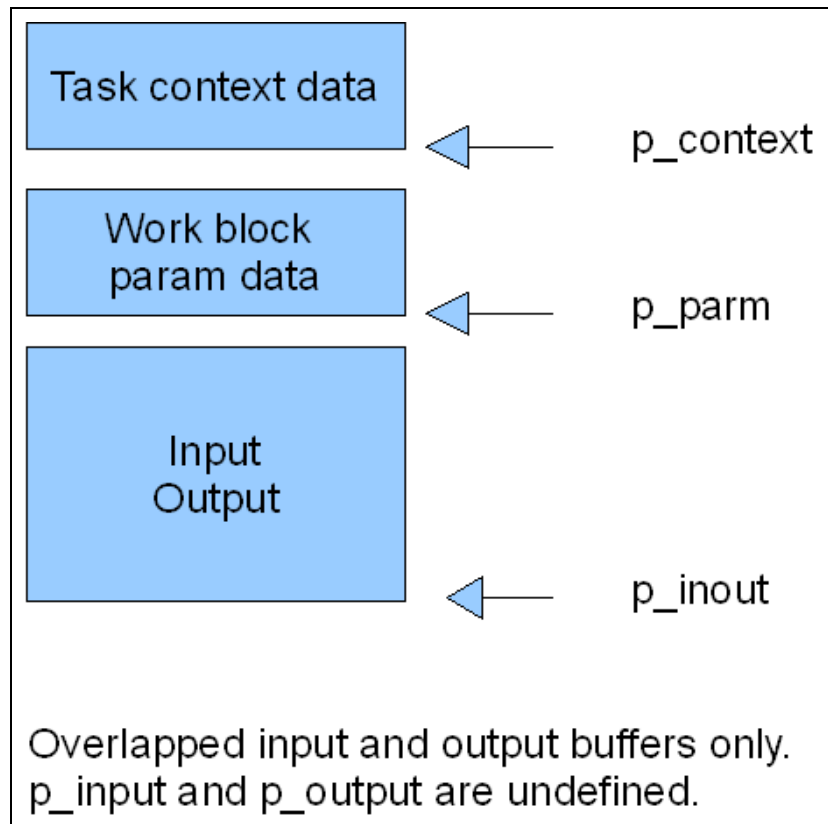 Task context data
p_context
Work block
param data
p_parm
Input
Output
p_inout
Overlapped input and output buffers only.
p_input and p_output are undefined.